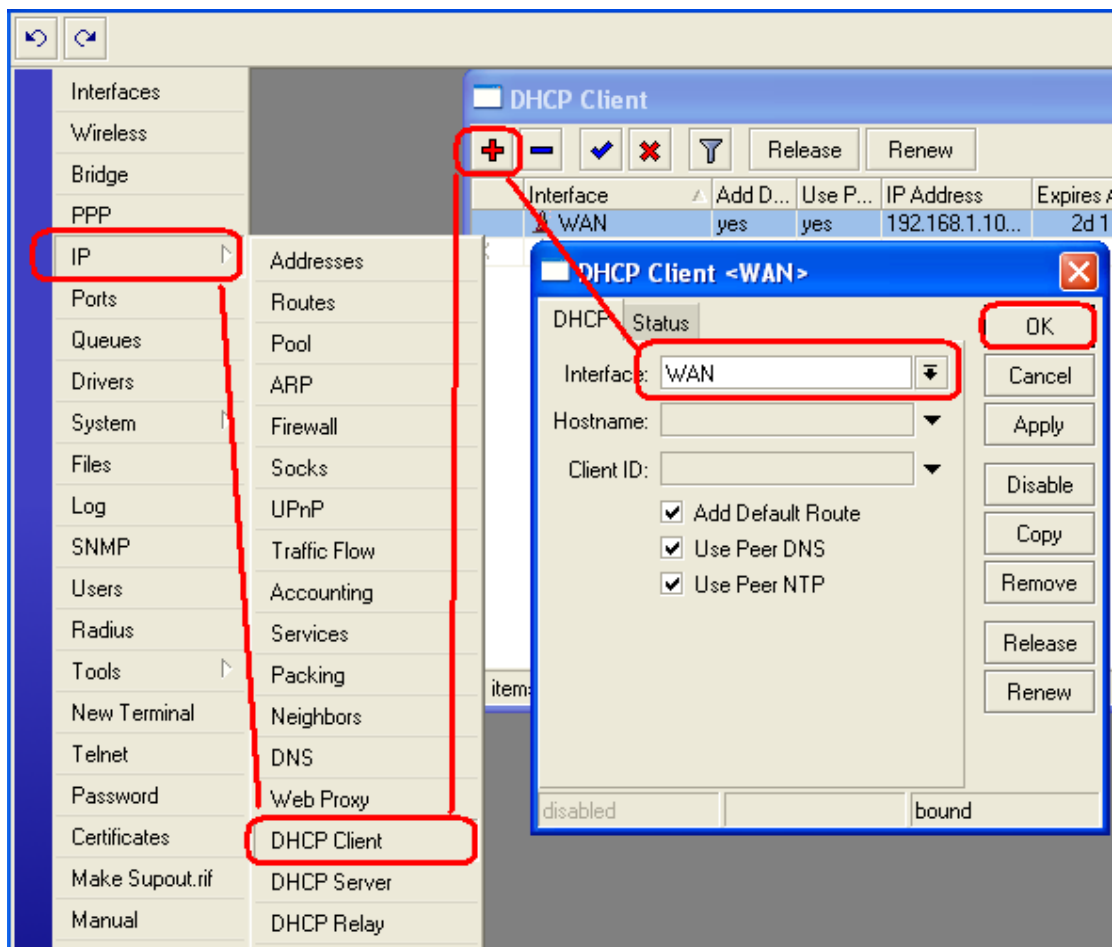 Interfaces
Wireless
Bridge
PPP
IP
Ports
Queues
Drivers
System
Files
Log
SNMP
Users
Radius
Tools
New Terminal
Telnet
Password
Certificates
Make Supout.rif
Manual
Addresses
Routes
Pool
ARP
Firewall
Socks
UPnP
Traffic Flow
Accounting
Services
Packing
Neighbors
DNS
Web Proxy
DHCP Client
DHCP Server
DHCP Relay
DHCP Client
Release Renew
Interface Add D... Use P... IP Address Expires
WAN yes yes 192.168.1.10... 2d 1
DHCP Client <WAN>
DHCP Status
Interface: WAN
Hostname:
Client ID:
Add Default Route
Use Peer DNS
Use Peer NTP
OK
Cancel
Apply
Disable
Copy
Remove
Release
Renew
disabled bound